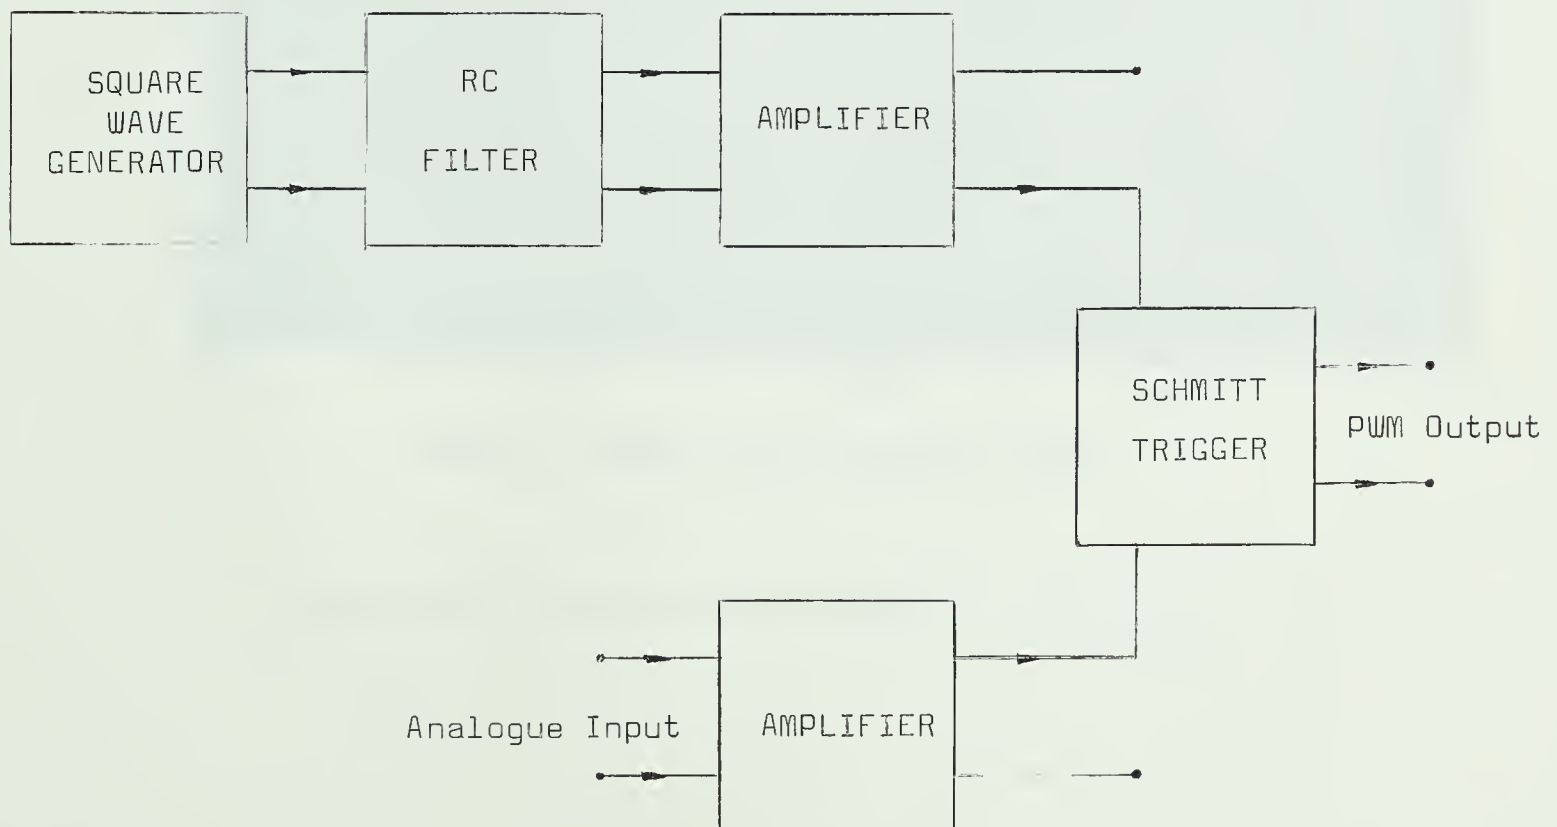 SQUARE
WAVE
GENERATOR
RC
FILTER
AMPLIFIER
SCHMITT
TRIGGER
PWM Output
Analogue Input
AMPLIFIER